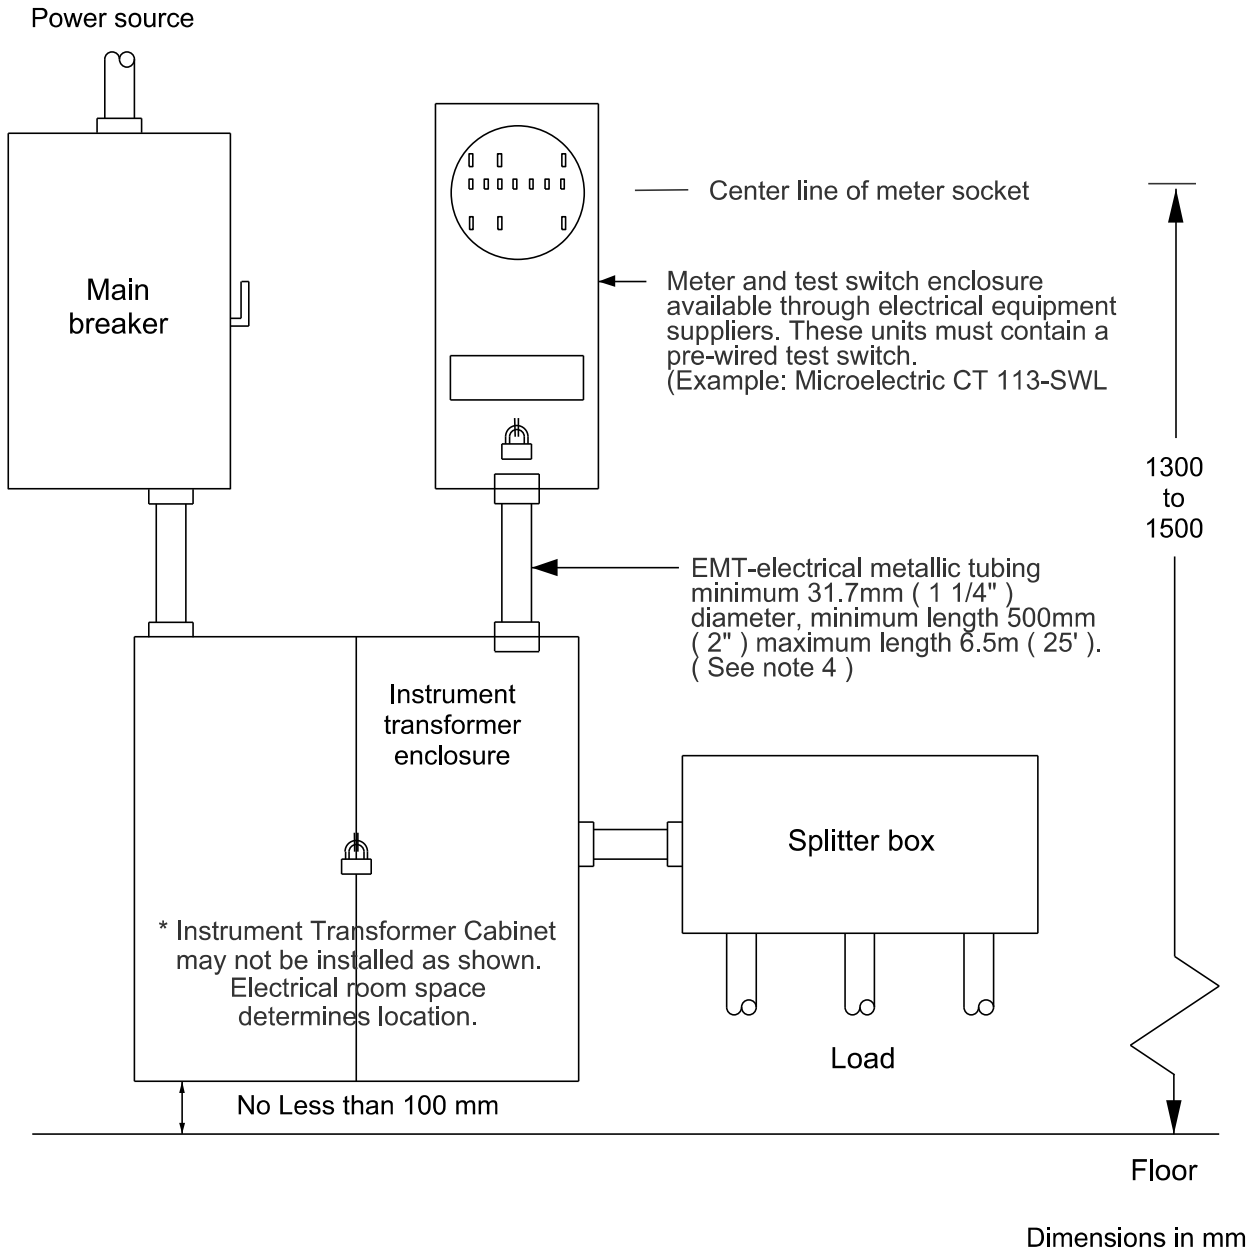 Power source
Main
breaker
Center line of meter socket
Meter and test switch enclosure
available through electrical equipment
suppliers. These units must contain a
pre-wired test switch.
(Example: Microelectric CT 113-SWL
1300
to
1500
EMT-electrical metallic tubing
minimum 31.7mm ( 1 1/4" )
diameter, minimum length 500mm
( 2" ) maximum length 6.5m ( 25' ).
( See note 4 )
Instrument
transformer
enclosure
Splitter box
* Instrument Transformer Cabinet
may not be installed as shown.
Electrical room space
determines location.
Load
No Less than 100 mm
Floor
Dimensions in mm